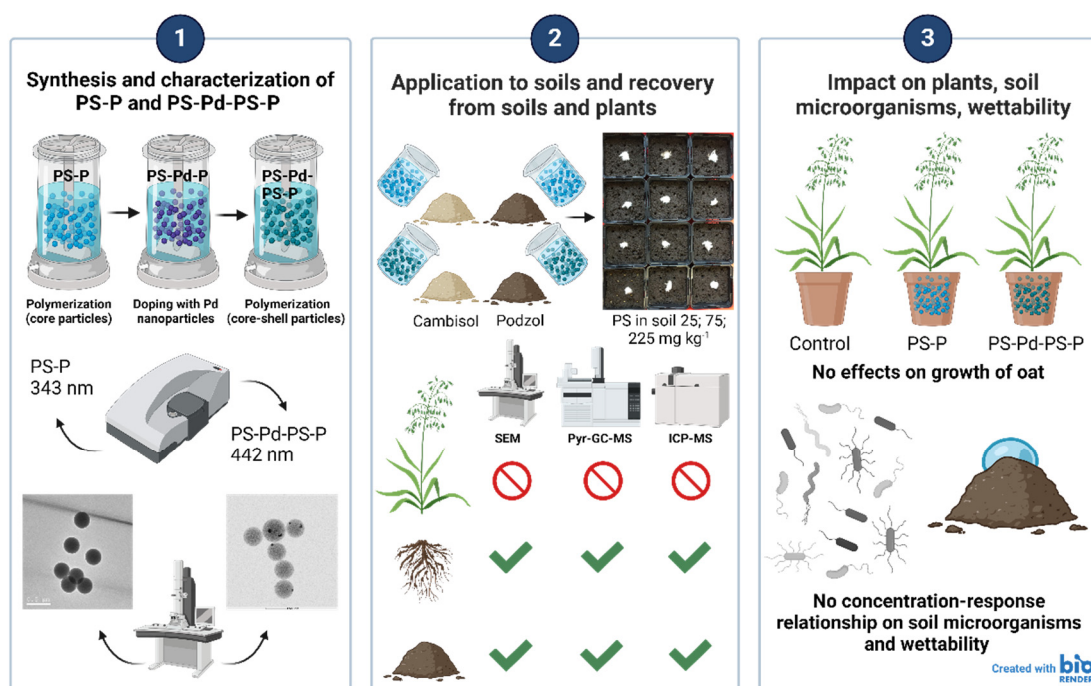 1
Synthesis and characterization of
PS-P and PS-Pd-PS-P
PS-P
PS-Pd-P
PS-Pd-
PS-P
Polymerization
(core particles)
Doping with Pd
nanoparticles
Polymerization
(core-shell particles)
PS-P
343 nm
PS-Pd-PS-P
442 nm
2
Application to soils and recovery
from soils and plants
Cambisol
Podzol
PS in soil 25; 75;
225 mg kg⁻¹
SEM
Pyr-GC-MS
ICP-MS
3
Impact on plants, soil
microorganisms, wettability
Control
PS-P
PS-Pd-PS-P
No effects on growth of oat
No concentration-response
relationship on soil microorganisms
and wettability
Created with bio
RENDER